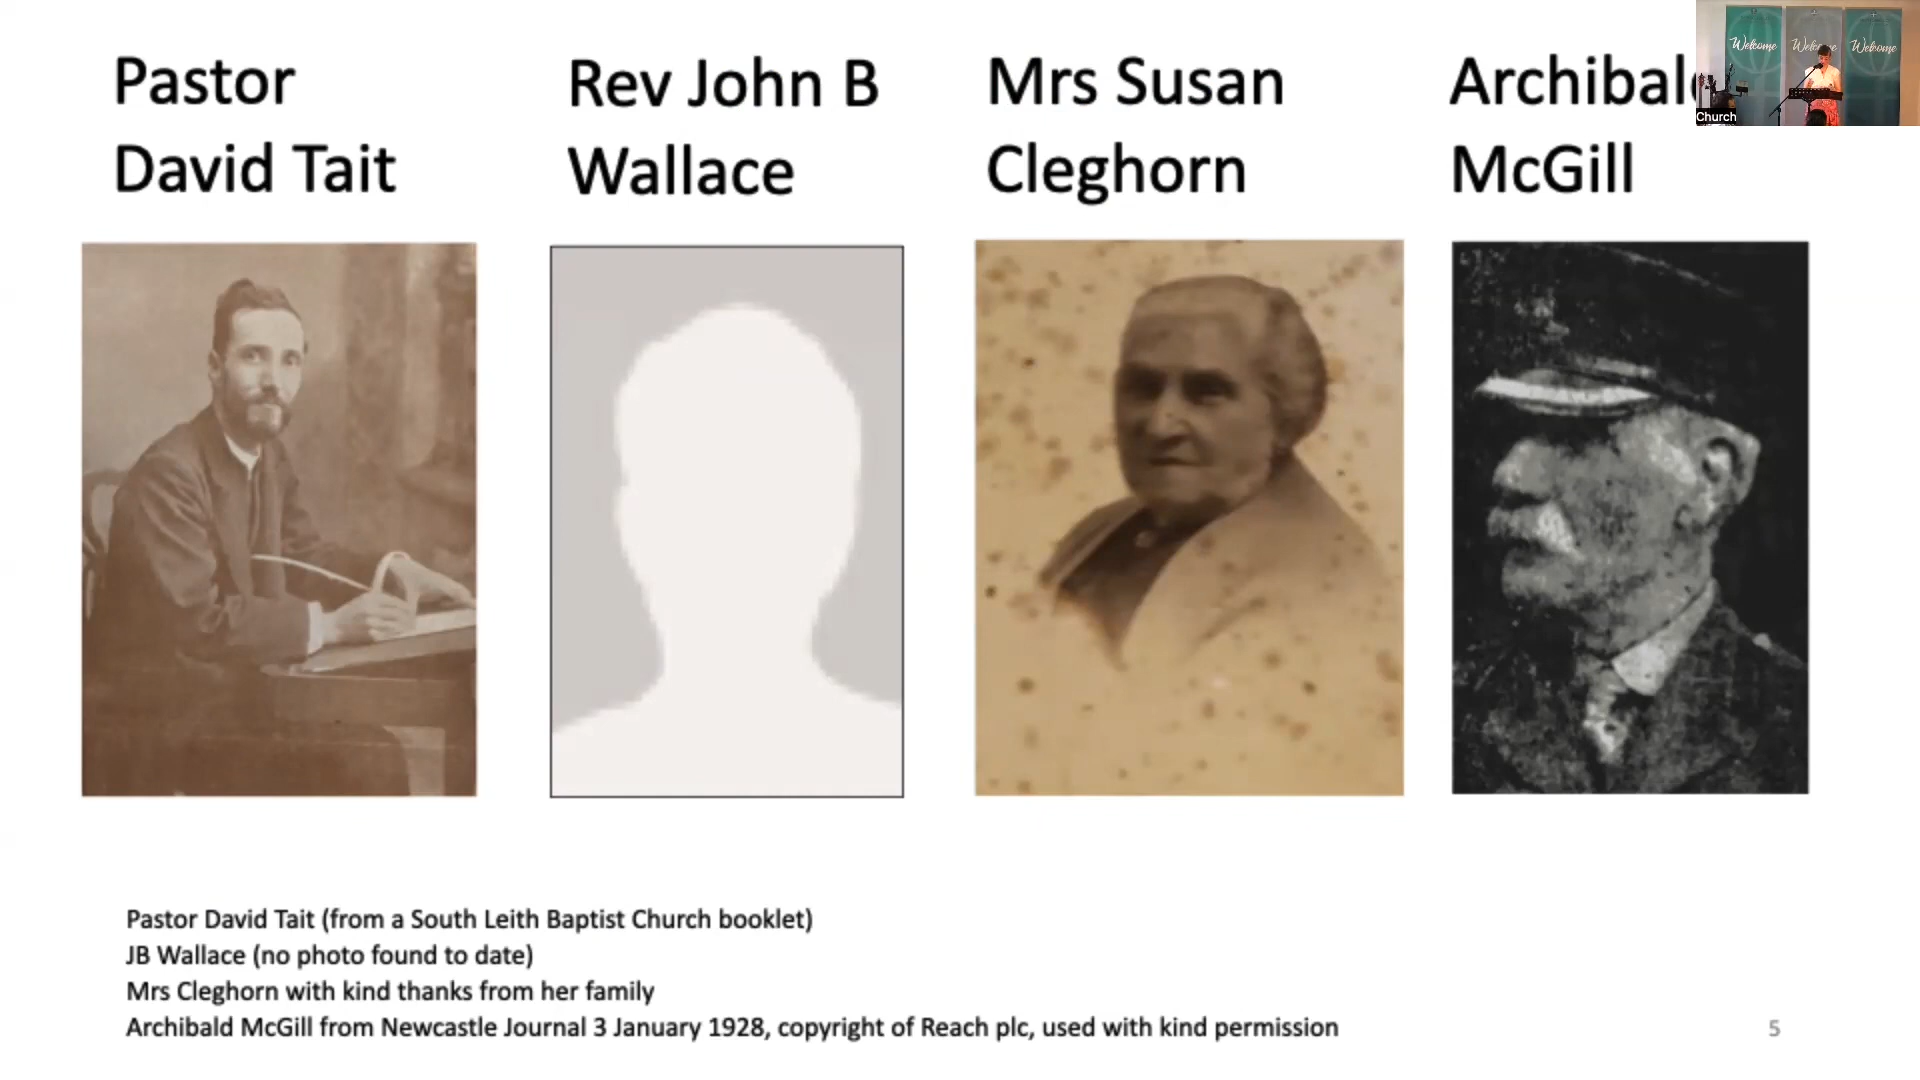 Pastor
David Tait
Rev John B
Wallace
Mrs Susan
Cleghorn
Archibald
McGill
Welcome
Welcome
Welcome
Church
Pastor David Tait (from a South Leith Baptist Church booklet)
JB Wallace (no photo found to date)
Mrs Cleghorn with kind thanks from her family
Archibald McGill from Newcastle Journal 3 January 1928, copyright of Reach plc, used with kind permission
5